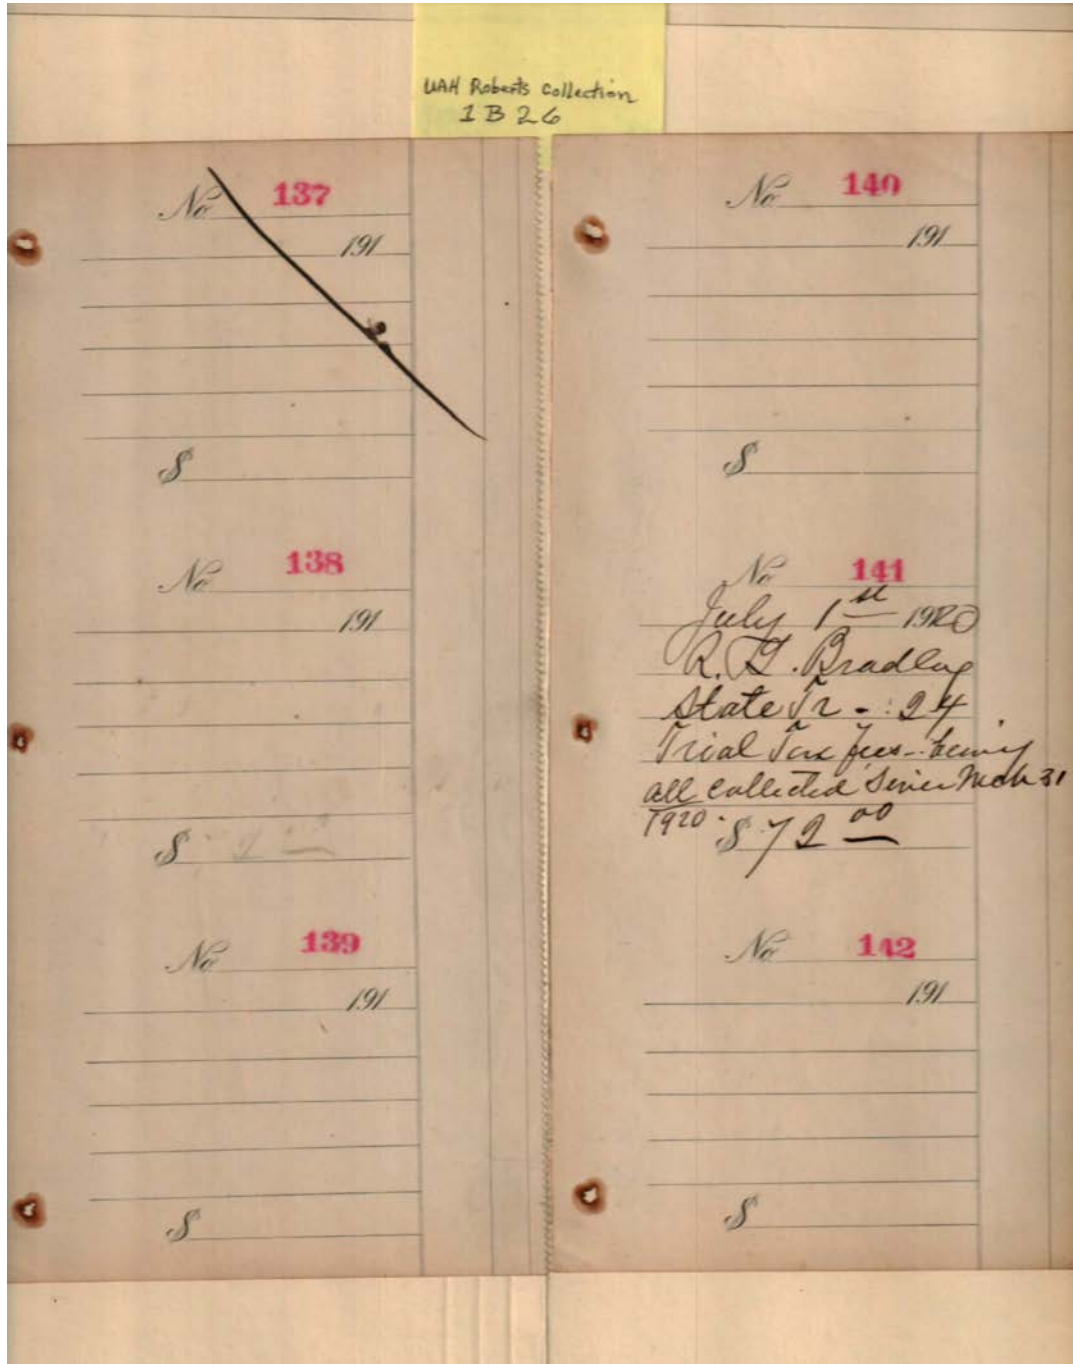 UAH Roberts Collection
1B26
No 137
191
$
No 138
191
$ 2
No 139
191
$
No 140
191
$
No 141
July 1st 1920
R. L. Bradley
State Tr - : 24
Trial Tax fees - being
all collected Since Mch 31
1920.
$ 72 00
No 142
191
$